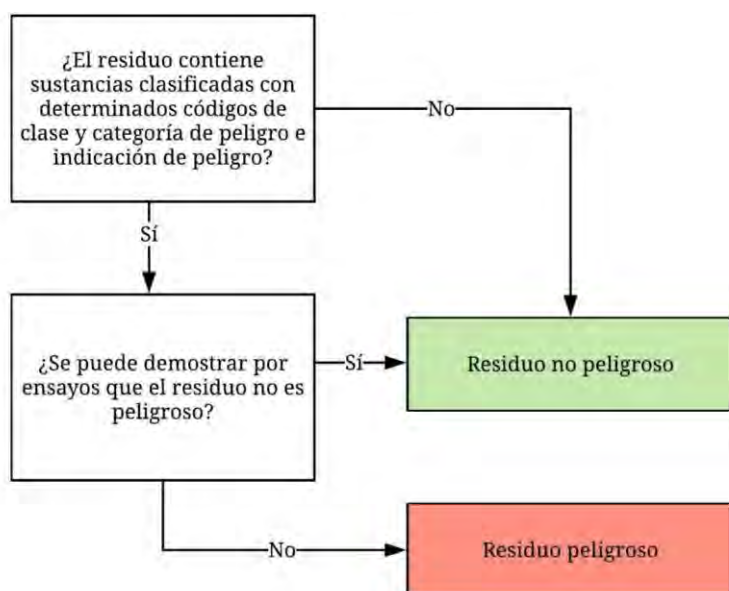 ¿El residuo contiene
sustancias clasificadas con
determinados códigos de
clase y categoría de peligro e
indicación de peligro?
No
Sí
¿Se puede demostrar por
ensayos que el residuo no es
peligroso?
Sí
Residuo no peligroso
No
Residuo peligroso